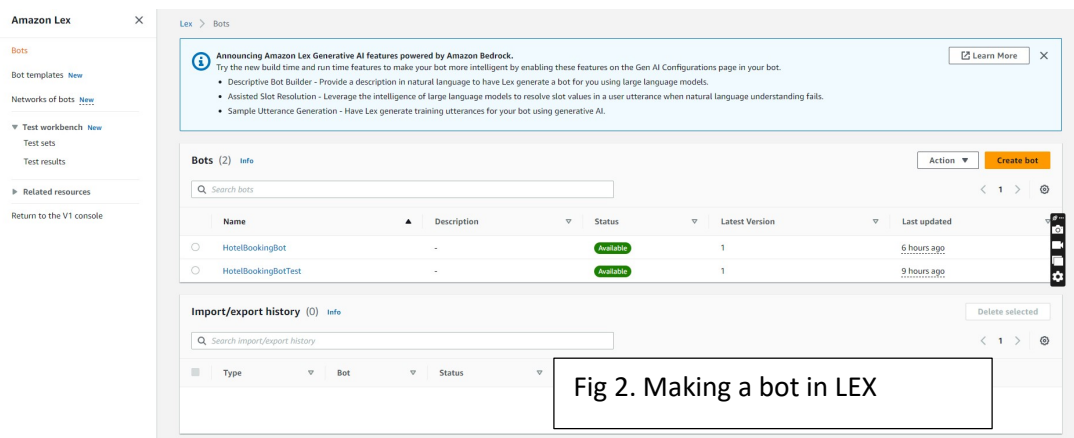 Amazon Lex
Bots
Bot templates New
Networks of bots New
Test workbench New
Test sets
Test results
Related resources
Return to the V1 console
Lex > Bots
Announcing Amazon Lex Generative AI features powered by Amazon Bedrock.
Learn More
Try the new build time and run time features to make your bot more intelligent by enabling these features on the Gen AI Configurations page in your bot.
• Descriptive Bot Builder - Provide a description in natural language to have Lex generate a bot for you using large language models.
• Assisted Slot Resolution - Leverage the intelligence of large language models to resolve slot values in a user utterance when natural language understanding fails.
• Sample Utterance Generation - Have Lex generate training utterances for your bot using generative AI.
Bots (2) Info
Action
Create bot
Search bots
< 1 >
Name Description Status Latest Version Last updated
HotelBookingBot - Available 1 6 hours ago
HotelBookingBotTest - Available 1 9 hours ago
Import/export history (0) Info
Delete selected
Search import/export history
< 1 >
Type Bot Status
Fig 2. Making a bot in LEX